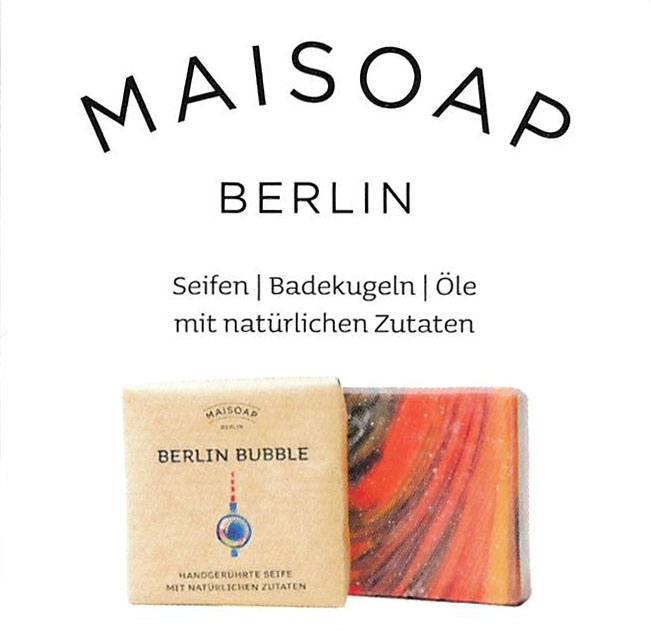 MAISOAP
BERLIN
Seifen | Badekugeln | Öle
mit natürlichen Zutaten
MAISOAP
BERLIN
BERLIN BUBBLE
HANDGERÜHRTE SEIFE
MIT NATÜRLICHEN ZUTATEN